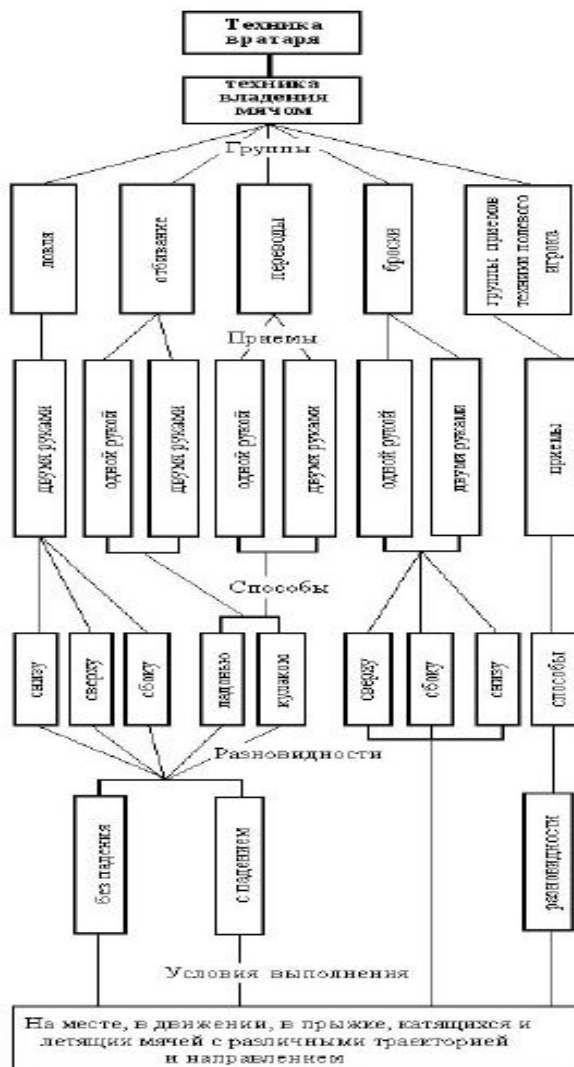 Техника
вратаря
техника
владения
мячом
Группы
ловля
отбивание
переводы
броски
группы приемов
техники полевого
игрока
Приемы
двумя руками
одной рукой
двумя руками
одной рукой
двумя руками
одной рукой
двумя руками
приемы
Способы
снизу
сверху
сбоку
ладонью
кулаком
сверху
сбоку
снизу
способы
Разновидности
без падения
с падением
разновидности
Условия выполнения
На месте, в движении, в прыжке, катящихся и
летящих мячей с различными траекторией
и направлением